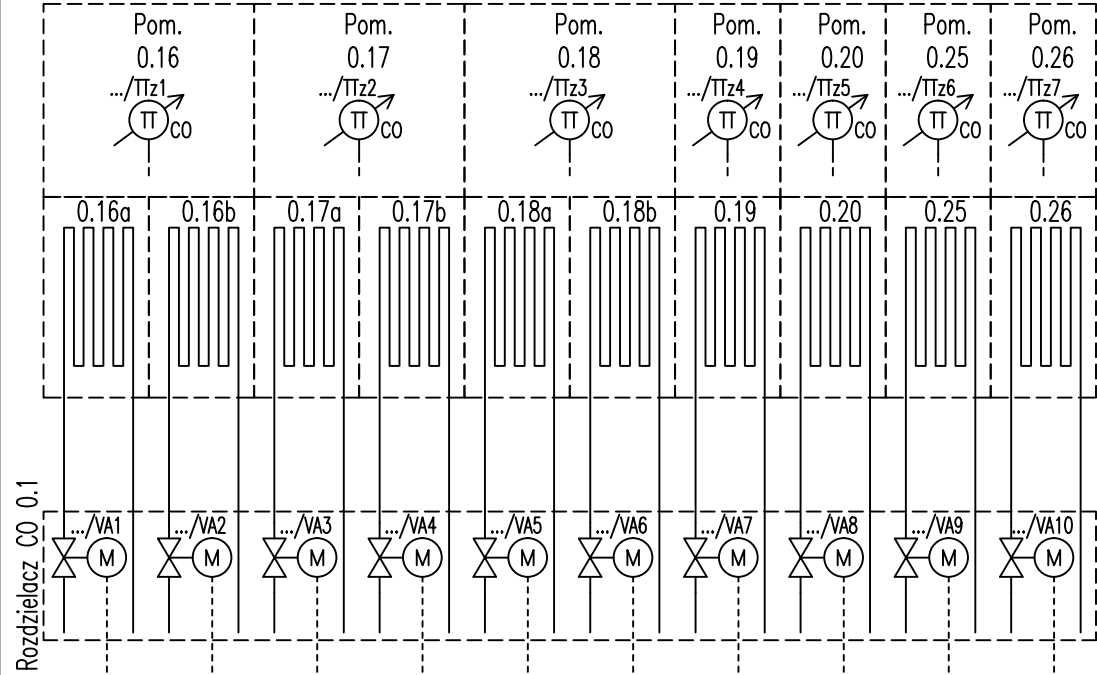 Pom. Pom. Pom. Pom. Pom. Pom. Pom.
0.16 0.17 0.18 0.19 0.20 0.25 0.26
.../TTz1 .../TTz2 .../TTz3 .../TTz4 .../TTz5 .../TTz6 .../TTz7
TT CO TT CO TT CO TT CO TT CO TT CO TT CO
0.16a 0.16b 0.17a 0.17b 0.18a 0.18b 0.19 0.20 0.25 0.26
Rozdzielacz CO 0.1
.../VA1 .../VA2 .../VA3 .../VA4 .../VA5 .../VA6 .../VA7 .../VA8 .../VA9 .../VA10
M M M M M M M M M M